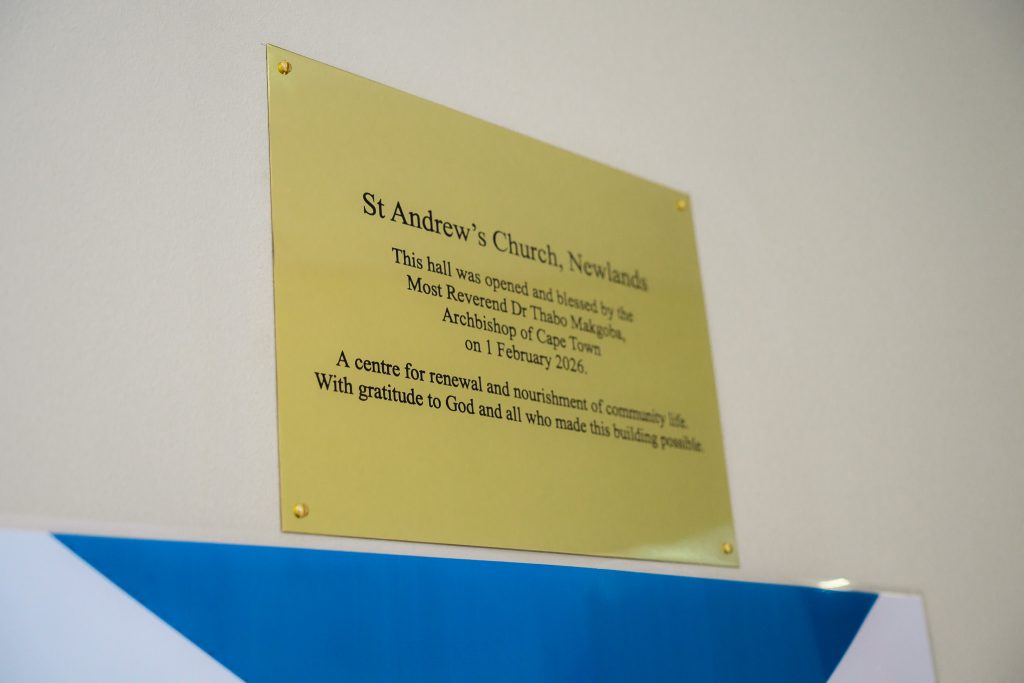 St Andrew’s Church, Newlands
This hall was opened and blessed by the
Most Reverend Dr Thabo Makgoba,
Archbishop of Cape Town
on 1 February 2026.
A centre for renewal and nourishment of community life.
With gratitude to God and all who made this building possible.